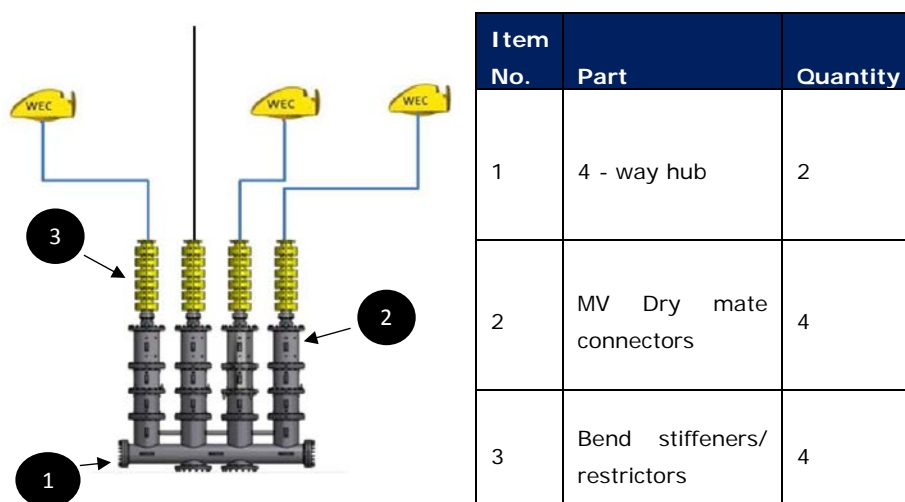 WEC
WEC
WEC
3
2
1
Item
No. Part Quantity
1 4 - way hub 2
2 MV Dry mate
connectors 4
3 Bend stiffeners/
restrictors 4